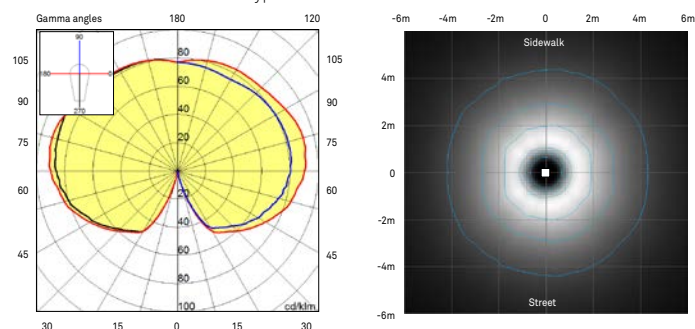 Gamma angles 180 120
90
180 0
270
105 105
90 90
75 75
60 60
45 45
30 15 0 15 30
80
60
40
20
20
40
60
80
100
cd/klm
-6m -4m -2m 0 2m 4m 6m
Sidewalk
4m
2m
0
-2m
-4m
-6m
Street